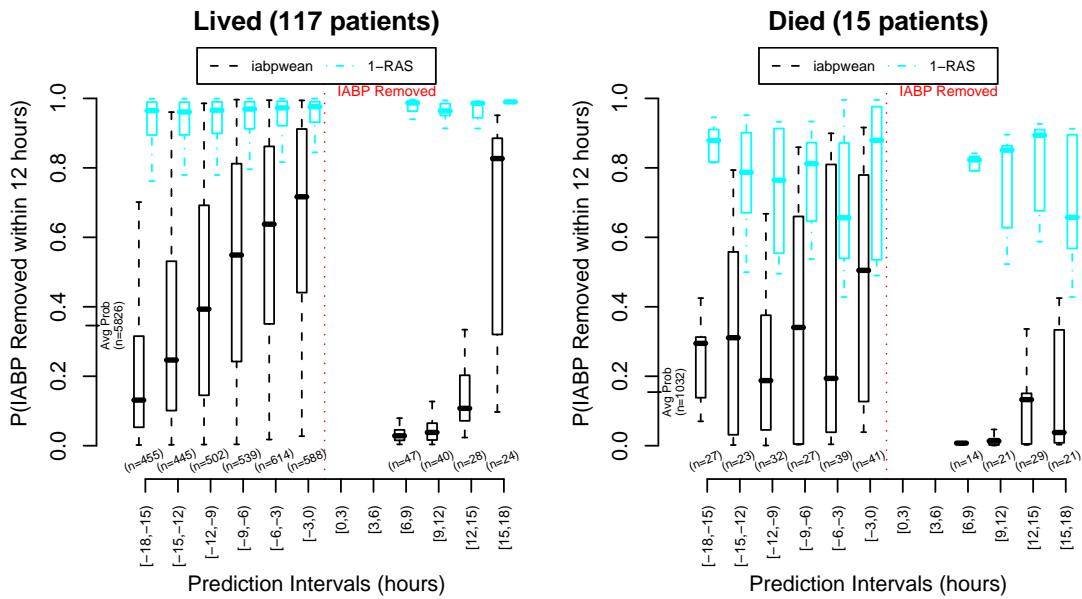 Lived (117 patients)
iabpwean 1−RAS
IABP Removed
P(IABP Removed within 12 hours)
1.0
0.8
0.6
0.4
0.2
0.0
Avg Prob
(n=5826)
(n=455) (n=445) (n=502) (n=539) (n=614) (n=588) (n=47) (n=40) (n=28) (n=24)
[−18,−15) [−15,−12) [−12,−9) [−9,−6) [−6,−3) [−3,0) [0,3) [3,6) [6,9) [9,12) [12,15) [15,18)
Prediction Intervals (hours)
Died (15 patients)
iabpwean 1−RAS
IABP Removed
P(IABP Removed within 12 hours)
1.0
0.8
0.6
0.4
0.2
0.0
Avg Prob
(n=1032)
(n=27) (n=23) (n=32) (n=27) (n=39) (n=41) (n=14) (n=21) (n=29) (n=21)
[−18,−15) [−15,−12) [−12,−9) [−9,−6) [−6,−3) [−3,0) [0,3) [3,6) [6,9) [9,12) [12,15) [15,18)
Prediction Intervals (hours)